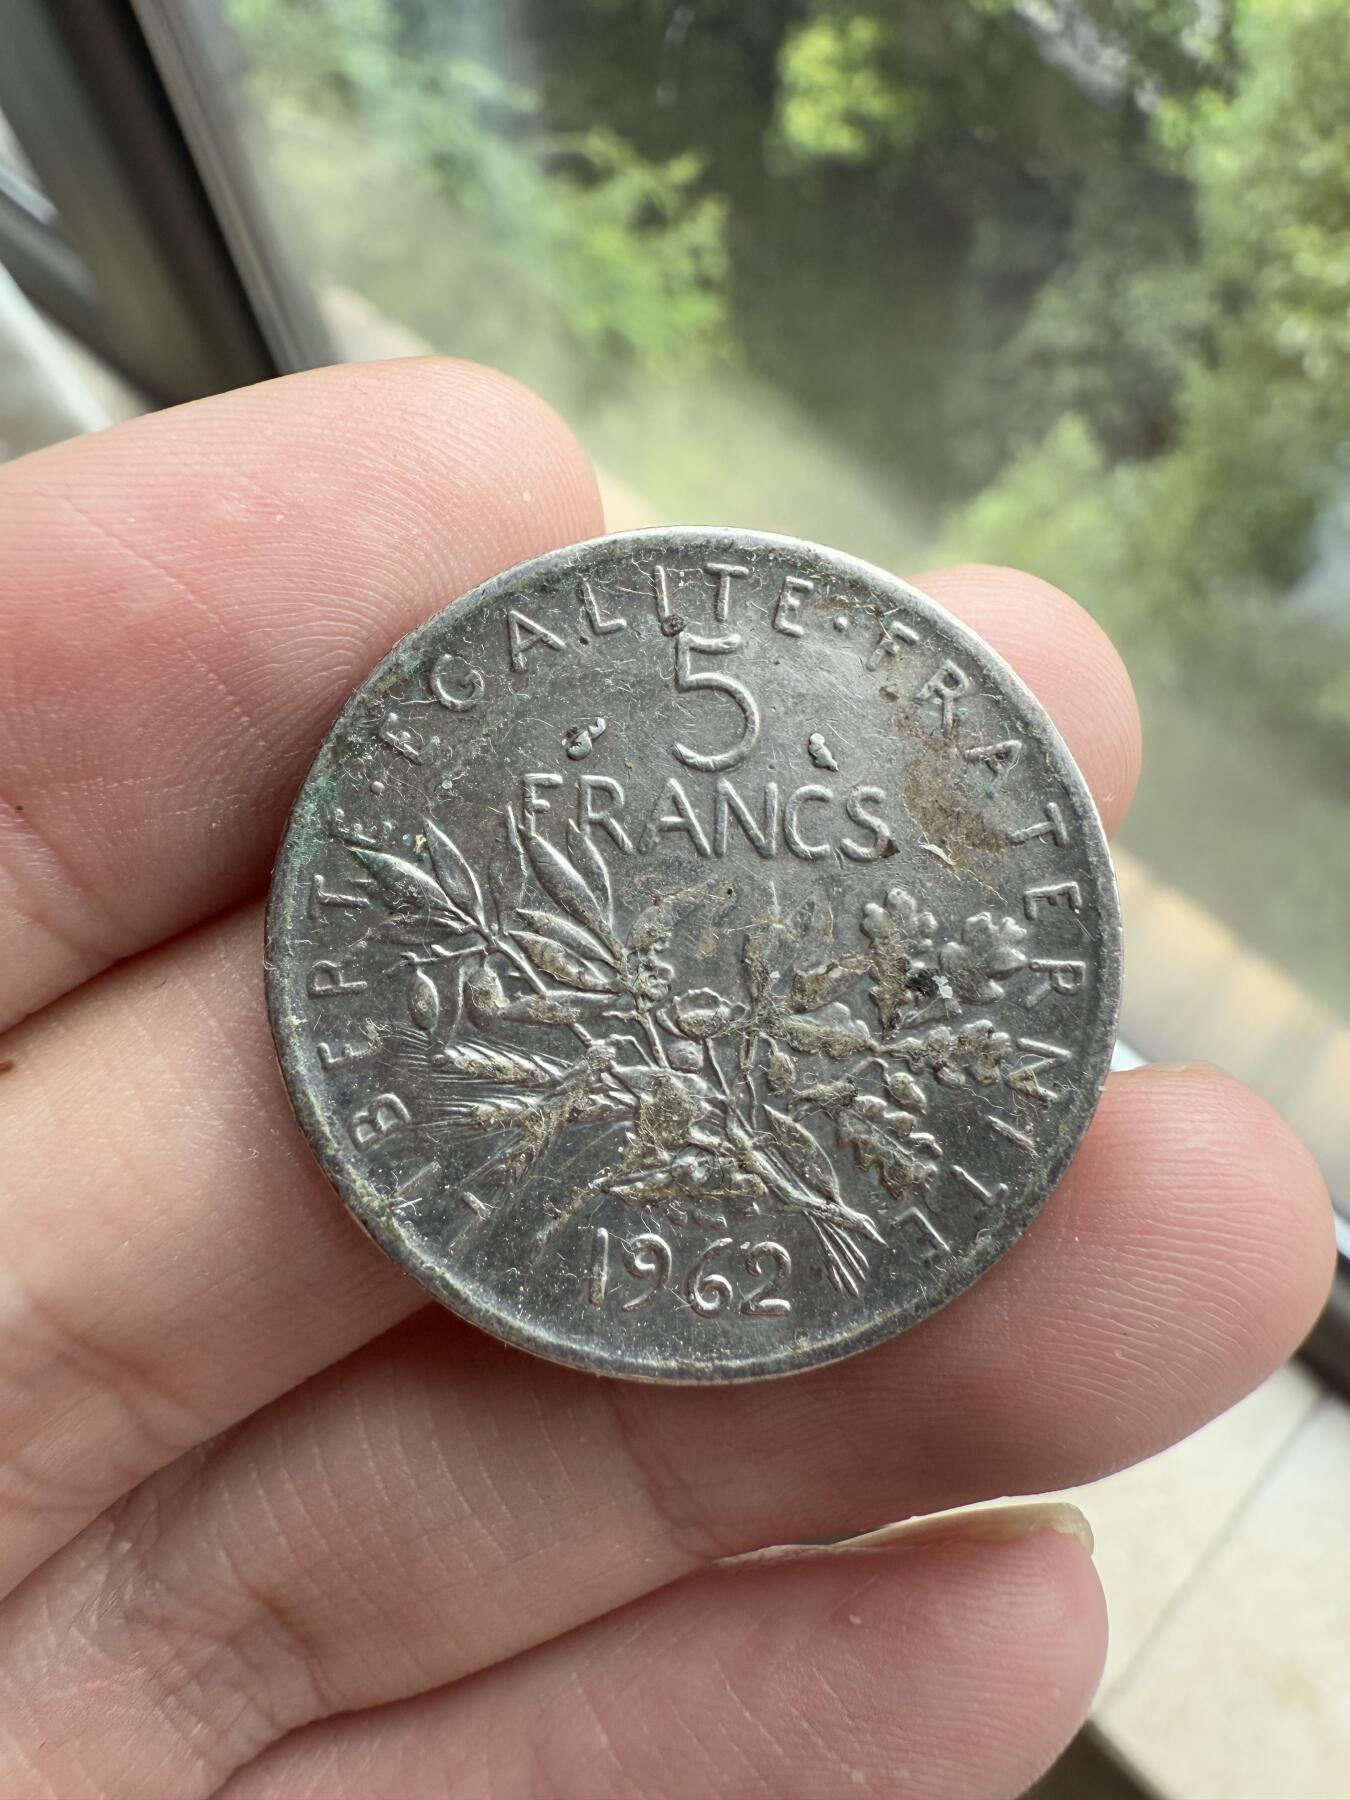 LIBERTE · EGALITE · FRATERNITE
5
FRANCS
1962